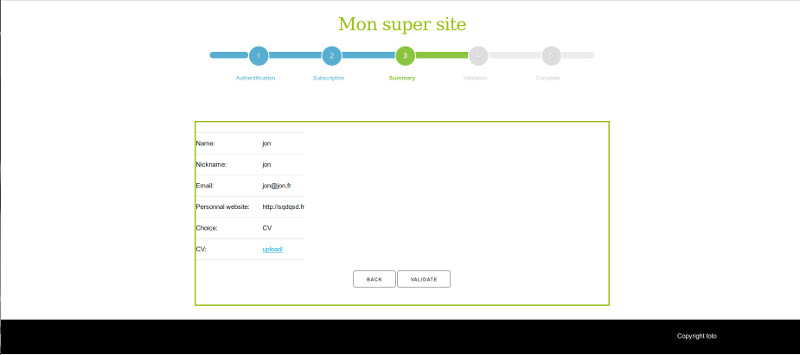 Mon super site
1 2 3 4 5
Authentification Subscription Summary Validation Complete
Name: jon
Nickname: jon
Email: jon@jon.fr
Personnal website: http://sqdqsd.fr
Choice: CV
CV: upload/
BACK VALIDATE
Copyright toto